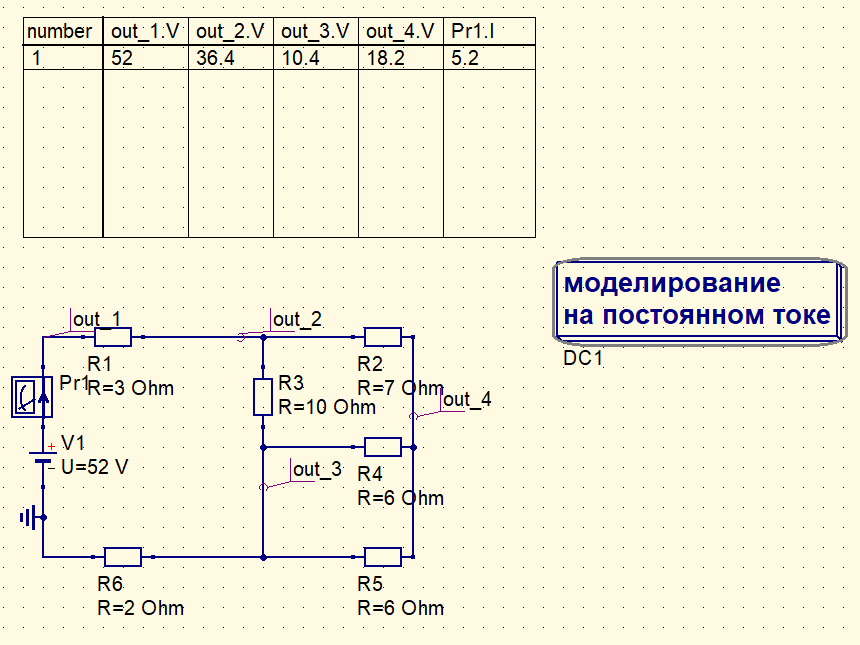 number out_1.V out_2.V out_3.V out_4.V Pr1.I
1 52 36.4 10.4 18.2 5.2
моделирование
на постоянном токе
DC1
out_1
out_2
R1
R=3 Ohm
Pr1
R2
R=7 Ohm
R3
R=10 Ohm
out_4
V1
U=52 V
+
−
out_3
R4
R=6 Ohm
R6
R=2 Ohm
R5
R=6 Ohm